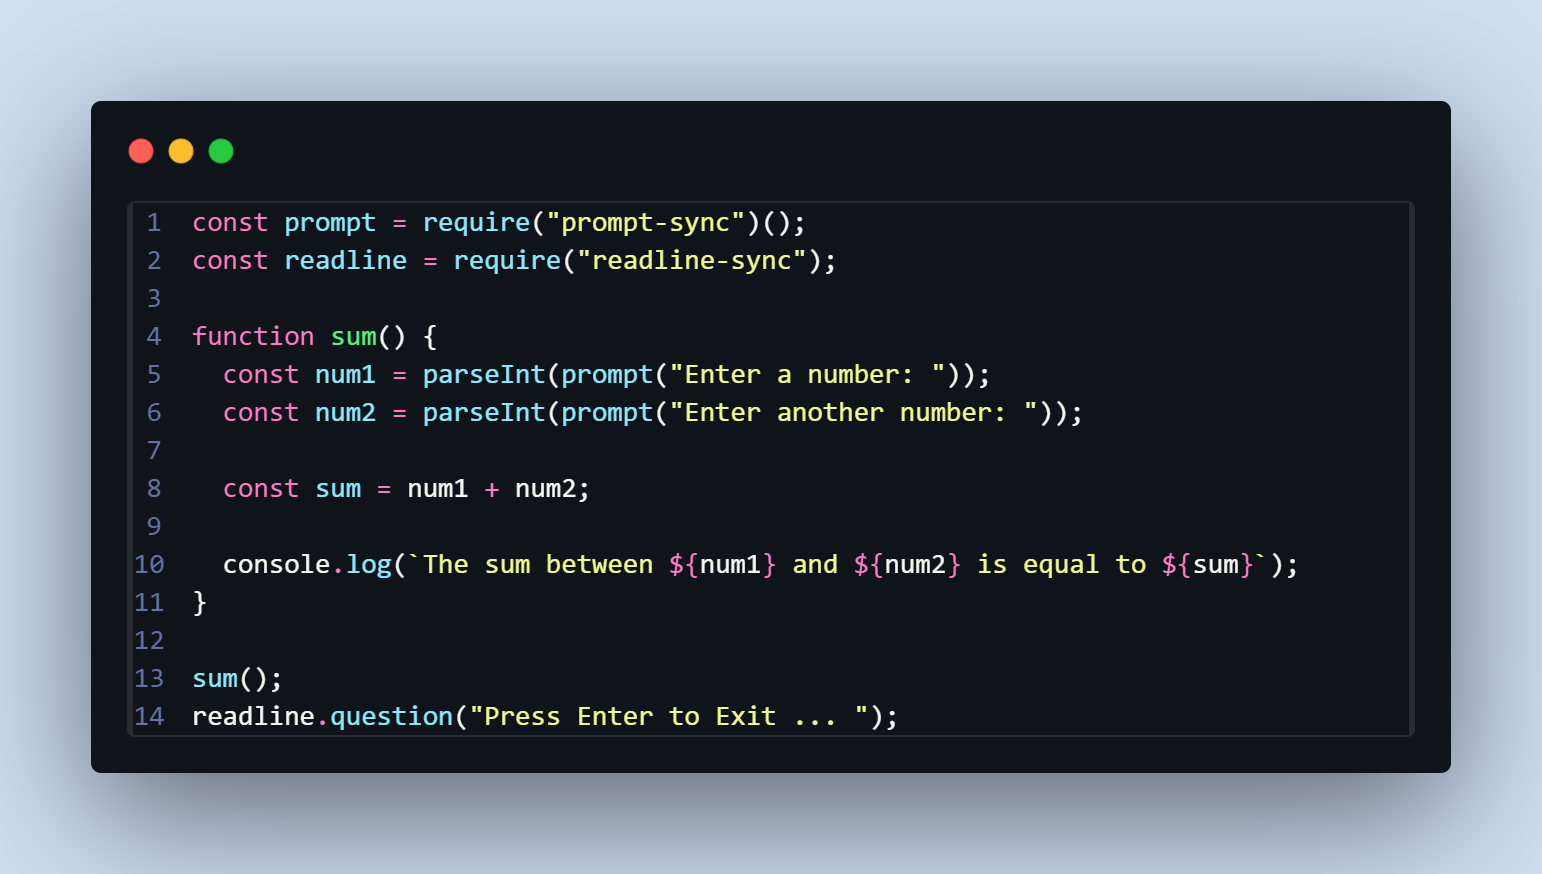 1 const prompt = require("prompt-sync")();
2 const readline = require("readline-sync");
3
4 function sum() {
5   const num1 = parseInt(prompt("Enter a number: "));
6   const num2 = parseInt(prompt("Enter another number: "));
7
8   const sum = num1 + num2;
9
10   console.log(`The sum between ${num1} and ${num2} is equal to ${sum}`);
11 }
12
13 sum();
14 readline.question("Press Enter to Exit ... ");